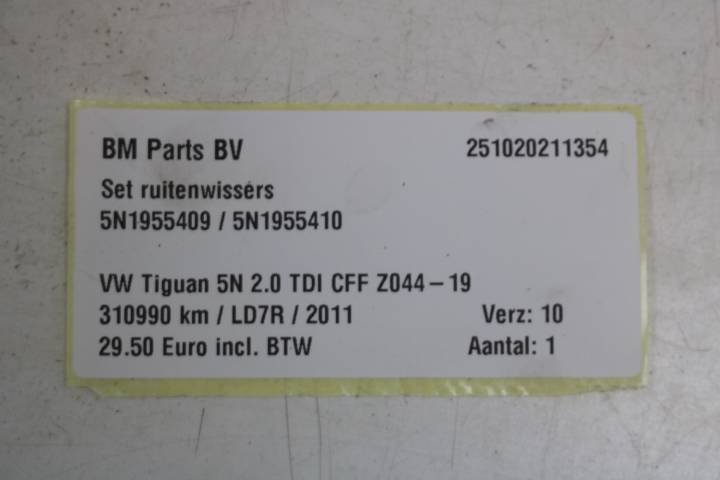 BM Parts BV 251020211354
Set ruitenwissers
5N1955409 / 5N1955410
VW Tiguan 5N 2.0 TDI CFF Z044-19
310990 km / LD7R / 2011 Verz: 10
29.50 Euro incl. BTW Aantal: 1